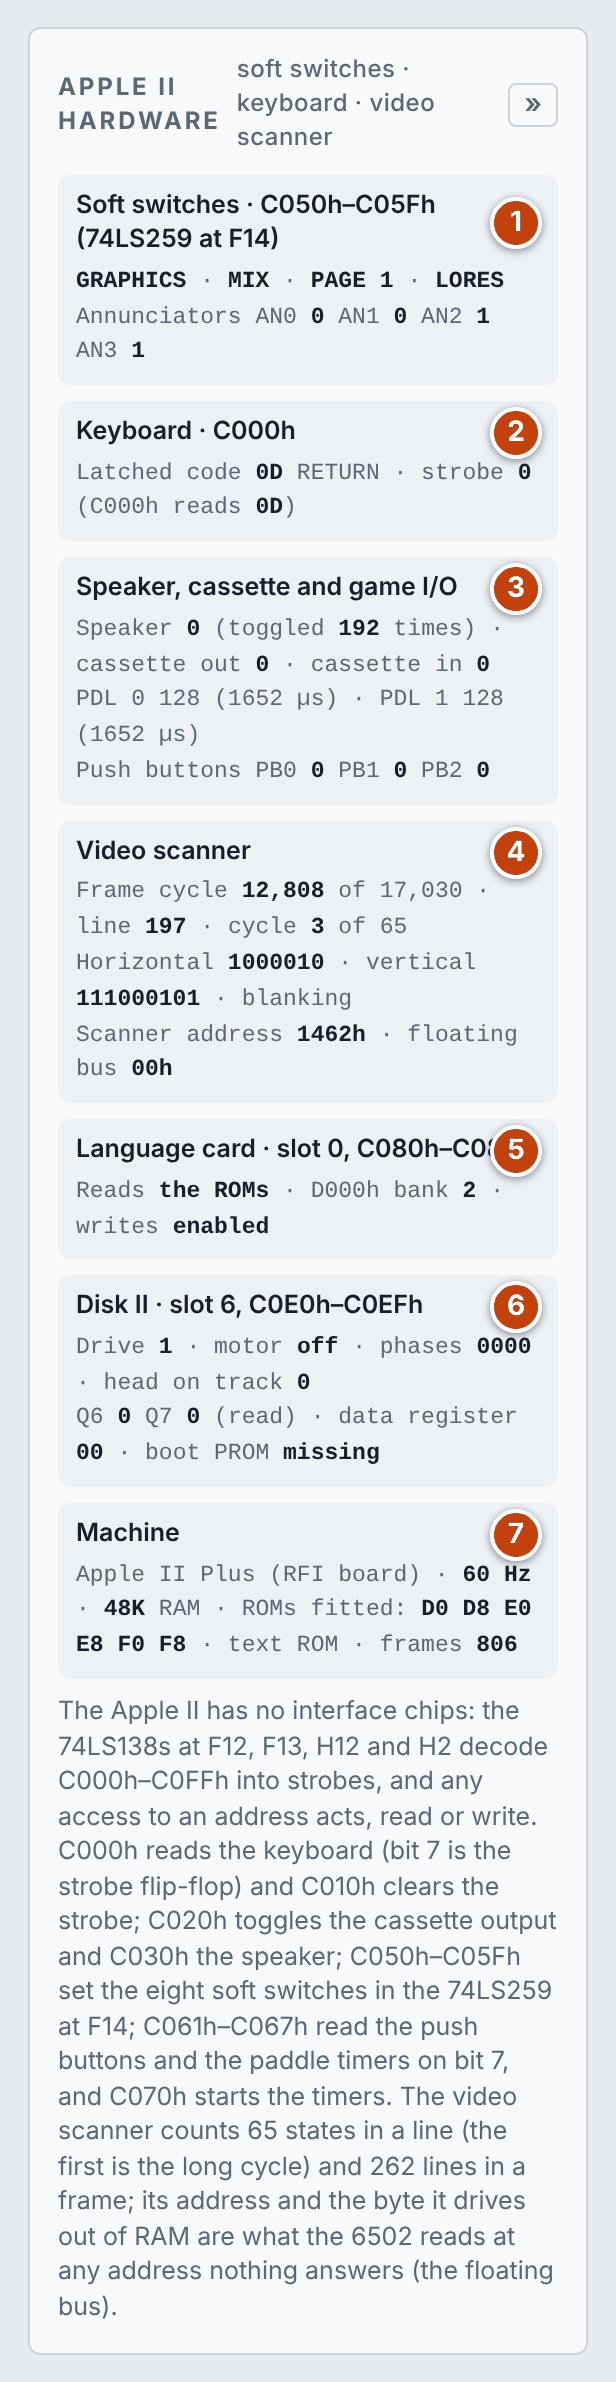 APPLE II
HARDWARE
soft switches ·
keyboard · video
scanner
»
Soft switches · C050h–C05Fh
(74LS259 at F14)
1
GRAPHICS · MIX · PAGE 1 · LORES
Annunciators AN0 0 AN1 0 AN2 1
AN3 1
Keyboard · C000h
2
Latched code 0D RETURN · strobe 0
(C000h reads 0D)
Speaker, cassette and game I/O
3
Speaker 0 (toggled 192 times) ·
cassette out 0 · cassette in 0
PDL 0 128 (1652 µs) · PDL 1 128
(1652 µs)
Push buttons PB0 0 PB1 0 PB2 0
Video scanner
4
Frame cycle 12,808 of 17,030 ·
line 197 · cycle 3 of 65
Horizontal 1000010 · vertical
111000101 · blanking
Scanner address 1462h · floating
bus 00h
Language card · slot 0,
5
Reads the ROMs · D000h bank 2 ·
writes enabled
Disk II · slot 6, C0E0h–C0EFh
6
Drive 1 · motor off · phases 0000
· head on track 0
Q6 0 Q7 0 (read) · data register
00 · boot PROM missing
Machine
7
Apple II Plus (RFI board) · 60 Hz
· 48K RAM · ROMs fitted: D0 D8 E0
E8 F0 F8 · text ROM · frames 806
The Apple II has no interface chips: the
74LS138s at F12, F13, H12 and H2 decode
C000h–C0FFh into strobes, and any
access to an address acts, read or write.
C000h reads the keyboard (bit 7 is the
strobe flip-flop) and C010h clears the
strobe; C020h toggles the cassette output
and C030h the speaker; C050h–C05Fh
set the eight soft switches in the 74LS259
at F14; C061h–C067h read the push
buttons and the paddle timers on bit 7,
and C070h starts the timers. The video
scanner counts 65 states in a line (the
first is the long cycle) and 262 lines in a
frame; its address and the byte it drives
out of RAM are what the 6502 reads at
any address nothing answers (the floating
bus).